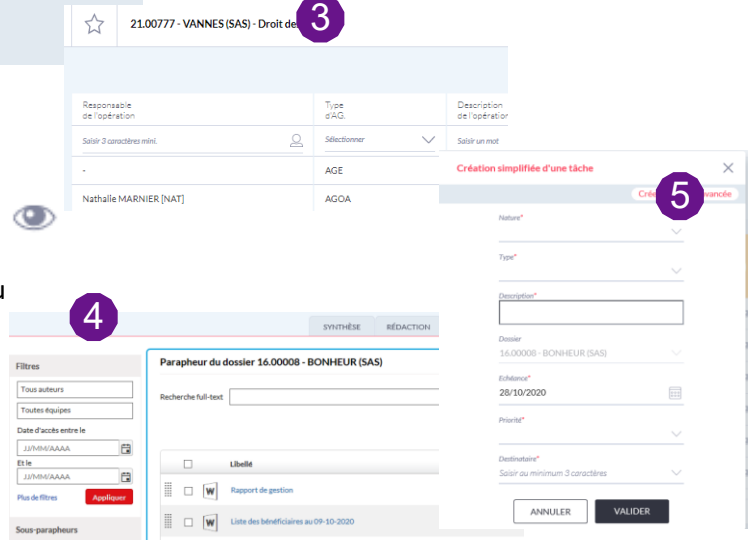 3
21.00777 - VANNES (SAS) - Droit de
Responsable
de l'opération
Type
d'AG.
Description
de l'opération
Saisir 3 caractères mini.
Sélectionner
Saisir un mot
-
AGE
Nathalie MARNIER [NAT]
AGOA
Création simplifiée d'une tâche
5
Nature*
Type*
Description*
Dossier
16.00008 - BONHEUR (SAS)
Echéance*
28/10/2020
Priorité*
Destinataire*
Saisir au minimum 3 caractères
ANNULER
VALIDER
4
SYNTHÈSE
RÉDACTION
Filtres
Tous auteurs
Toutes équipes
Date d'accès entre le
JJ/MM/AAAA
Et le
JJ/MM/AAAA
Plus de filtres
Appliquer
Sous-parapheurs
Parapheur du dossier 16.00008 - BONHEUR (SAS)
Recherche full-text
Libellé
W
Rapport de gestion
W
Liste des bénéficiaires au 09-10-2020